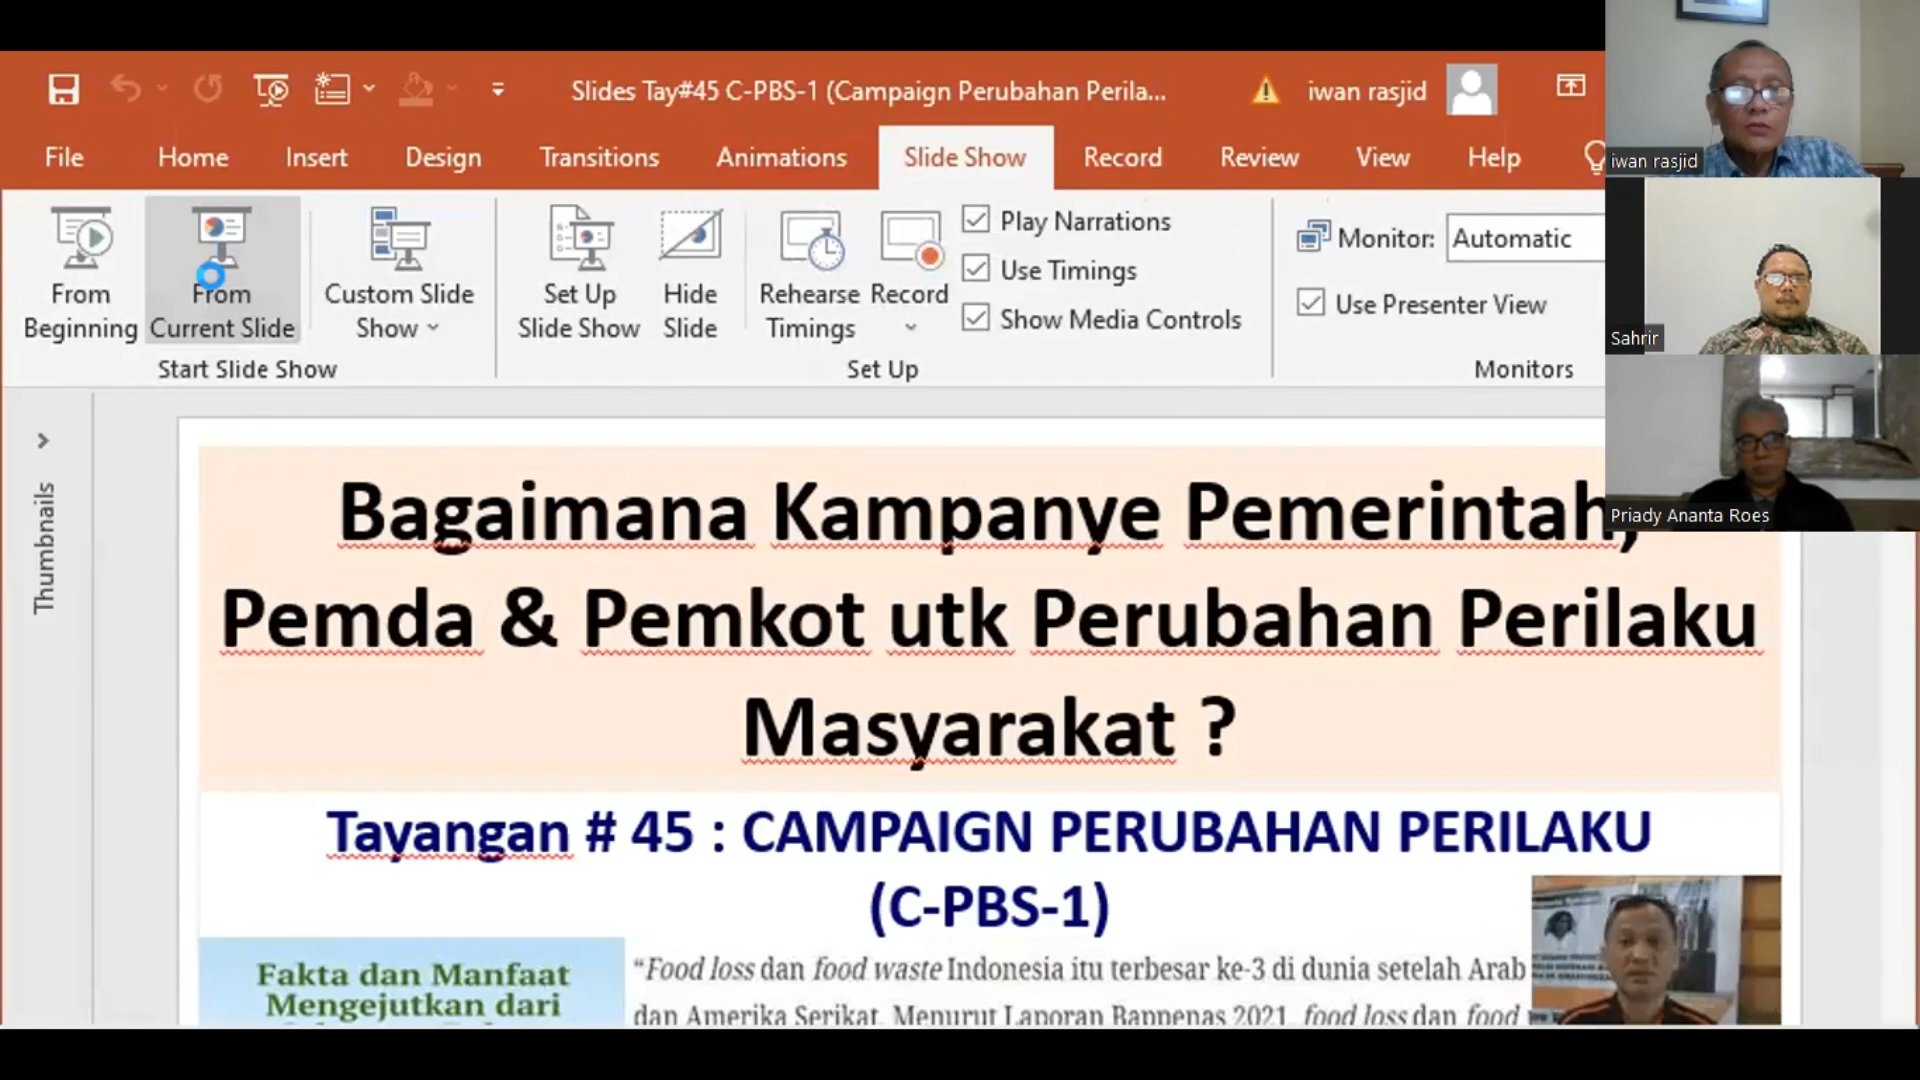 Slides Tay#45 C-PBS-1 (Campaign Perubahan Perila...
iwan rasjid
File Home Insert Design Transitions Animations Slide Show Record Review View Help
From Beginning
From Current Slide
Custom Slide Show
Start Slide Show
Set Up Slide Show
Hide Slide
Rehearse Timings
Record
Play Narrations
Use Timings
Show Media Controls
Set Up
Monitor: Automatic
Use Presenter View
Monitors
iwan rasjid
Sahrir
Priady Ananta Roes
Thumbnails
Bagaimana Kampanye Pemerintah,
Pemda & Pemkot utk Perubahan Perilaku
Masyarakat ?
Tayangan # 45 : CAMPAIGN PERUBAHAN PERILAKU
(C-PBS-1)
Fakta dan Manfaat
Mengejutkan dari
“Food loss dan food waste Indonesia itu terbesar ke-3 di dunia setelah Arab
dan Amerika Serikat. Menurut Laporan Bappenas 2021, food loss dan food